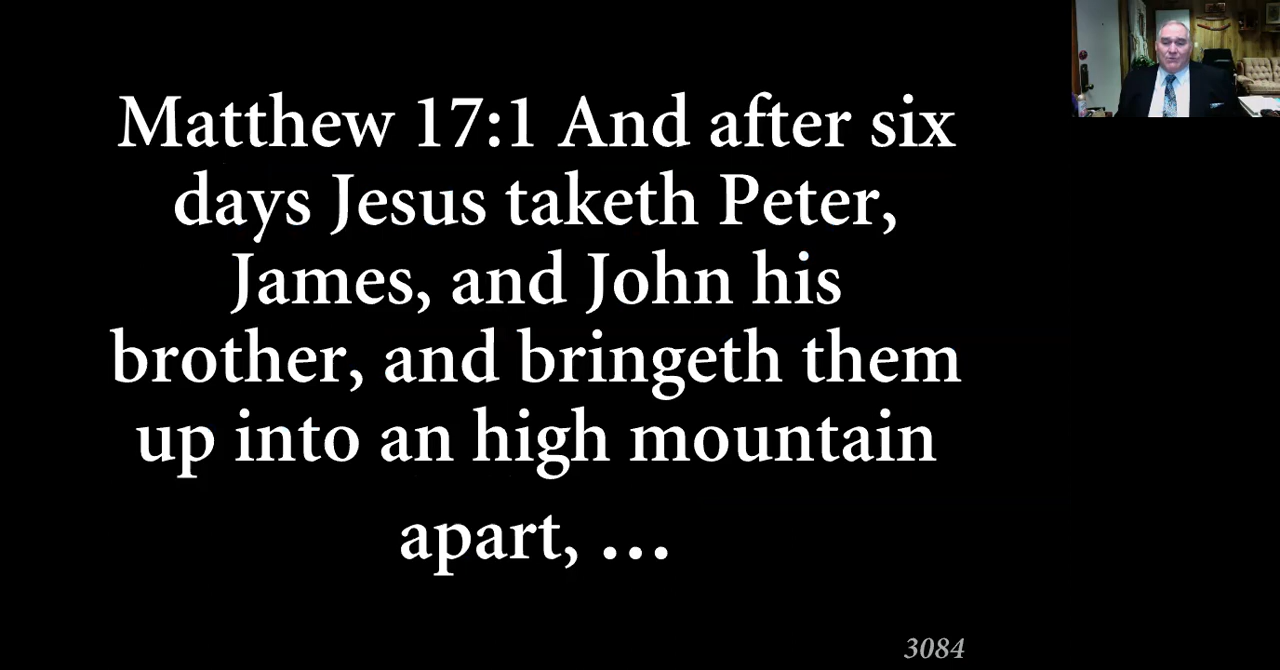 Matthew 17:1 And after six
days Jesus taketh Peter,
James, and John his
brother, and bringeth them
up into an high mountain
apart, …
3084